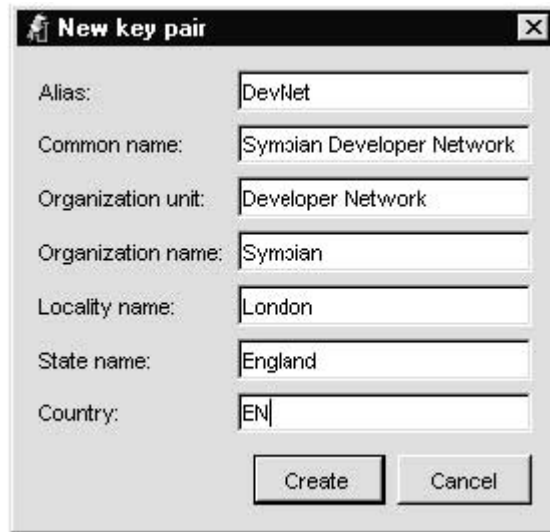 New key pair
Alias: DevNet
Common name: Symbian Developer Network
Organization unit: Developer Network
Organization name: Symbian
Locality name: London
State name: England
Country: EN
Create Cancel